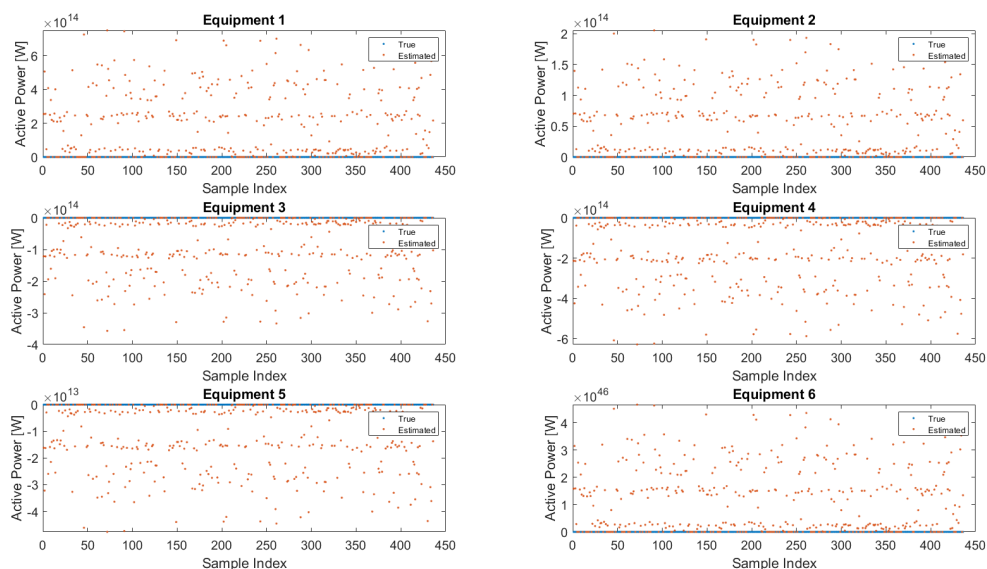 Equipment 1
×10^14
Active Power [W]
6
4
2
0
True
Estimated
0 50 100 150 200 250 300 350 400 450
Sample Index
Equipment 2
×10^14
Active Power [W]
2
1.5
1
0.5
0
True
Estimated
0 50 100 150 200 250 300 350 400 450
Sample Index
Equipment 3
×10^14
Active Power [W]
0
-1
-2
-3
-4
True
Estimated
0 50 100 150 200 250 300 350 400 450
Sample Index
Equipment 4
×10^14
Active Power [W]
0
-2
-4
-6
True
Estimated
0 50 100 150 200 250 300 350 400 450
Sample Index
Equipment 5
×10^13
Active Power [W]
0
-1
-2
-3
-4
True
Estimated
0 50 100 150 200 250 300 350 400 450
Sample Index
Equipment 6
×10^46
Active Power [W]
4
3
2
1
0
True
Estimated
0 50 100 150 200 250 300 350 400 450
Sample Index